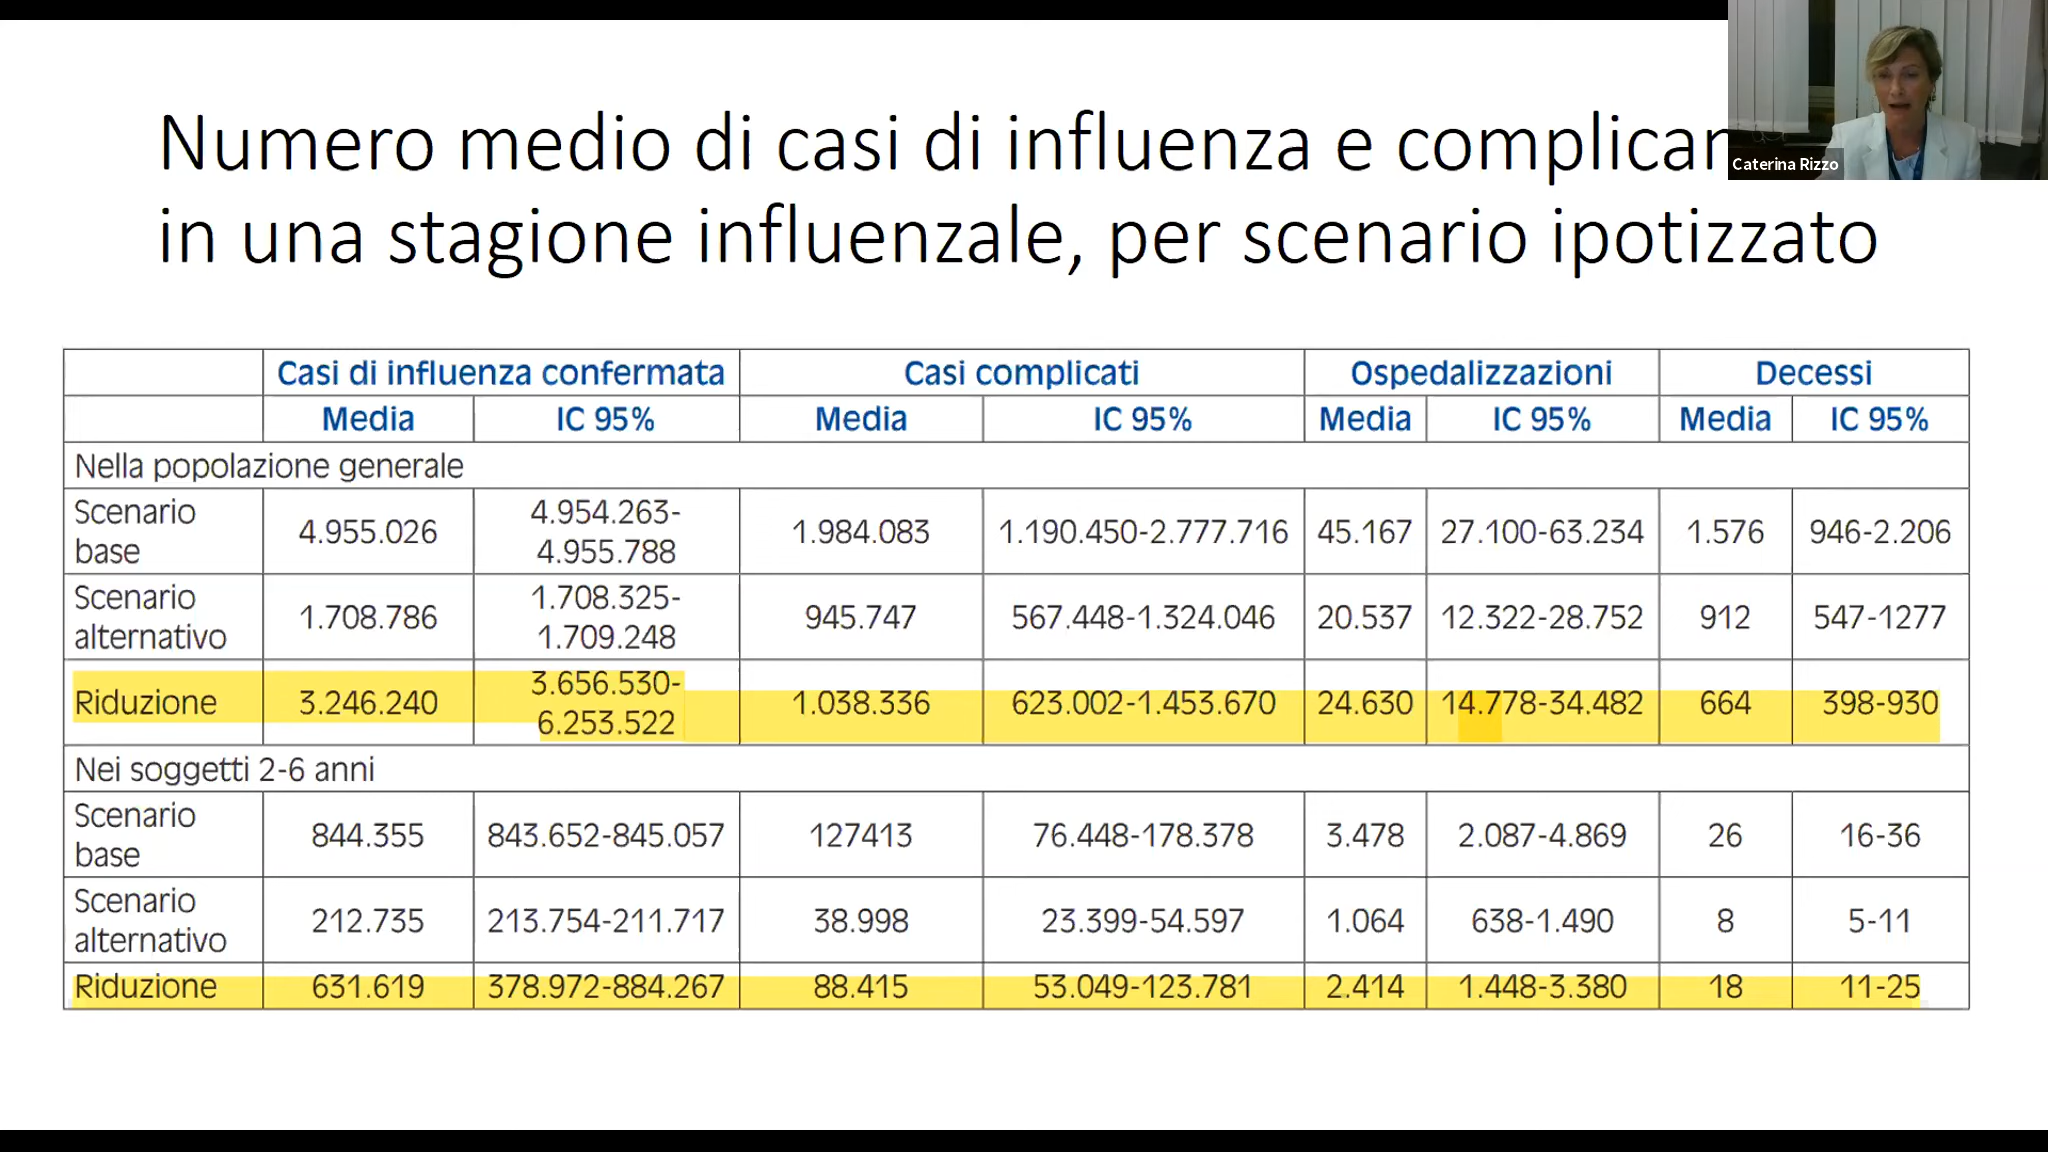 Caterina Rizzo
Numero medio di casi di influenza e
in una stagione influenzale, per scenario ipotizzato
Casi di influenza confermata Casi complicati Ospedalizzazioni Decessi
Media IC 95% Media IC 95% Media IC 95% Media IC 95%
Nella popolazione generale
Scenario base 4.955.026 4.954.263-4.955.788 1.984.083 1.190.450-2.777.716 45.167 27.100-63.234 1.576 946-2.206
Scenario alternativo 1.708.786 1.708.325-1.709.248 945.747 567.448-1.324.046 20.537 12.322-28.752 912 547-1277
Riduzione 3.246.240 3.656.530-6.253.522 1.038.336 623.002-1.453.670 24.630 14.778-34.482 664 398-930
Nei soggetti 2-6 anni
Scenario base 844.355 843.652-845.057 127413 76.448-178.378 3.478 2.087-4.869 26 16-36
Scenario alternativo 212.735 213.754-211.717 38.998 23.399-54.597 1.064 638-1.490 8 5-11
Riduzione 631.619 378.972-884.267 88.415 53.049-123.781 2.414 1.448-3.380 18 11-25